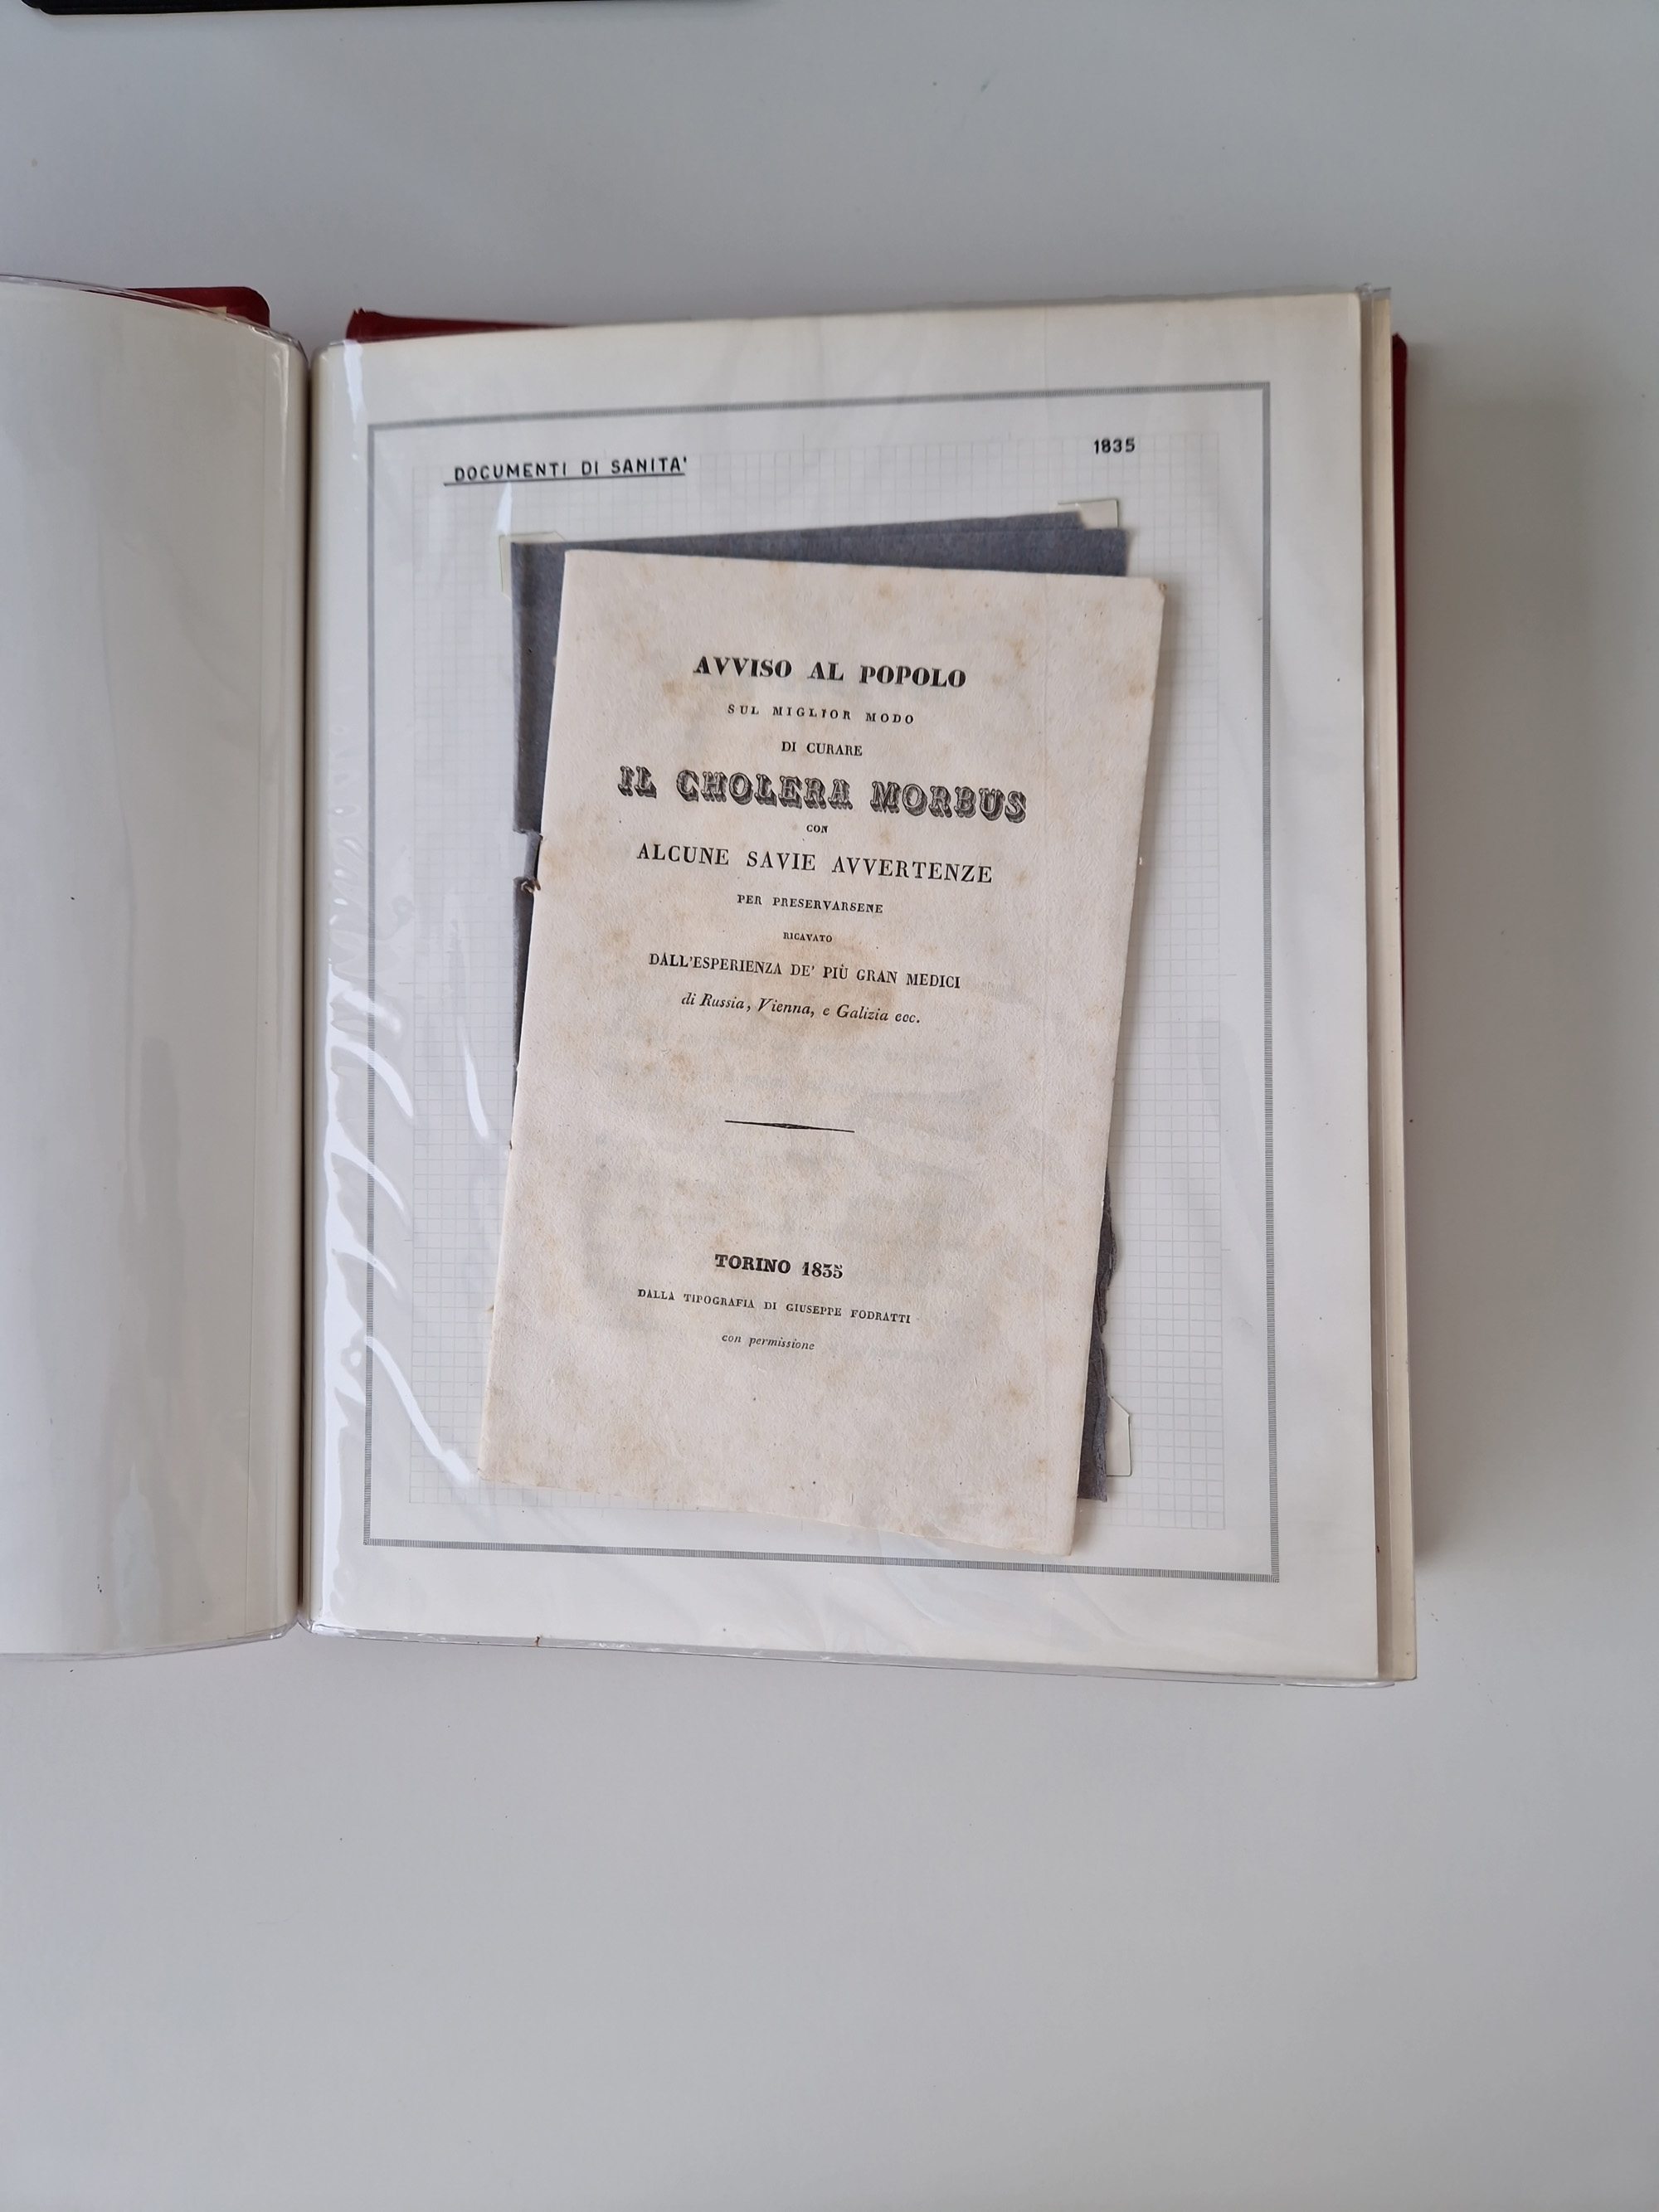 DOCUMENTI DI SANITA'
1835
AVVISO AL POPOLO
SUL MIGLIOR MODO
DI CURARE
IL CHOLERA MORBUS
CON
ALCUNE SAVIE AVVERTENZE
PER PRESERVARSENE
RICAVATO
DALL'ESPERIENZA DE' PIÙ GRAN MEDICI
di Russia, Vienna, e Galizia ecc.
TORINO 1835
DALLA TIPOGRAFIA DI GIUSEPPE FODRATTI
con permissione